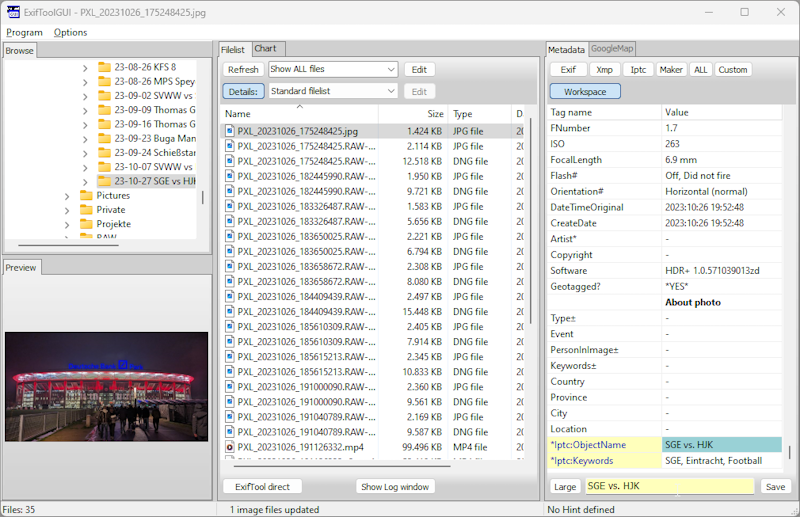 ExifToolGUI - PXL_20231026_175248425.jpg
Program Options
Browse
23-08-26 KFS 8
23-08-26 MPS Spey
23-09-02 SVWW vs
23-09-09 Thomas G
23-09-16 Thomas G
23-09-23 Buga Man
23-09-24 Schießstar
23-10-07 SVWW vs
23-10-27 SGE vs HJK
Pictures
Private
Projekte
RAW
Preview
Deutsche Bank Park
Filelist Chart
Refresh Show ALL files Edit
Details: Standard filelist Edit
Name Size Type D
PXL_20231026_175248425.jpg 1.424 KB JPG file 20
PXL_20231026_175248425.RAW-... 2.114 KB JPG file 20
PXL_20231026_175248425.RAW-... 12.518 KB DNG file 20
PXL_20231026_182445990.RAW-... 1.950 KB JPG file 20
PXL_20231026_182445990.RAW-... 9.721 KB DNG file 20
PXL_20231026_183326487.RAW-... 1.583 KB JPG file 20
PXL_20231026_183326487.RAW-... 5.656 KB DNG file 20
PXL_20231026_183650025.RAW-... 2.221 KB JPG file 20
PXL_20231026_183650025.RAW-... 6.794 KB DNG file 20
PXL_20231026_183658672.RAW-... 2.308 KB JPG file 20
PXL_20231026_183658672.RAW-... 8.080 KB DNG file 20
PXL_20231026_184409439.RAW-... 2.497 KB JPG file 20
PXL_20231026_184409439.RAW-... 15.448 KB DNG file 20
PXL_20231026_185610309.RAW-... 2.405 KB JPG file 20
PXL_20231026_185610309.RAW-... 7.914 KB DNG file 20
PXL_20231026_185615213.RAW-... 2.345 KB JPG file 20
PXL_20231026_185615213.RAW-... 10.833 KB DNG file 20
PXL_20231026_191000090.RAW-... 2.360 KB JPG file 20
PXL_20231026_191000090.RAW-... 9.561 KB DNG file 20
PXL_20231026_191040789.RAW-... 2.169 KB JPG file 20
PXL_20231026_191040789.RAW-... 9.587 KB DNG file 20
PXL_20231026_191126332.mp4 99.496 KB MP4 file 20
ExifTool direct Show Log window
Metadata GoogleMap
Exif Xmp Iptc Maker ALL Custom
Workspace
Tag name Value
FNumber 1.7
ISO 263
FocalLength 6.9 mm
Flash# Off, Did not fire
Orientation# Horizontal (normal)
DateTimeOriginal 2023:10:26 19:52:48
CreateDate 2023:10:26 19:52:48
Artist* -
Copyright -
Software HDR+ 1.0.571039013zd
Geotagged? *YES*
About photo
Type± -
Event -
PersonInImage± -
Keywords± -
Country -
Province -
City -
Location -
*Iptc:ObjectName SGE vs. HJK
*Iptc:Keywords SGE, Eintracht, Football
Large SGE vs. HJK Save
Files: 35 1 image files updated No Hint defined